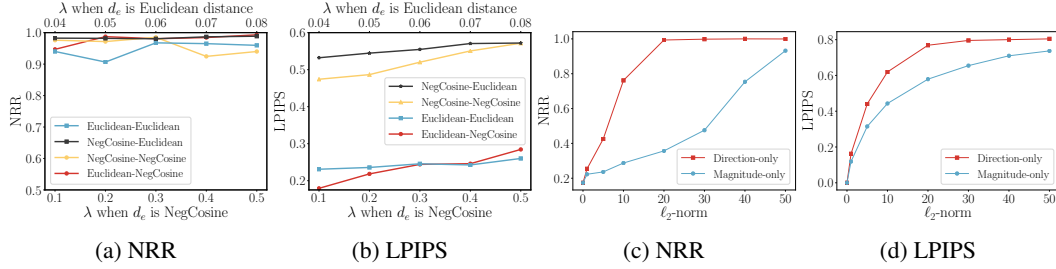 λ when d_e is Euclidean distance
0.04 0.05 0.06 0.07 0.08
1.0
0.9
0.8
0.7
0.6
0.5
NRR
Euclidean-Euclidean
NegCosine-Euclidean
NegCosine-NegCosine
Euclidean-NegCosine
0.1 0.2 0.3 0.4 0.5
λ when d_e is NegCosine
(a) NRR
λ when d_e is Euclidean distance
0.04 0.05 0.06 0.07 0.08
0.6
0.5
0.4
0.3
0.2
LPIPS
NegCosine-Euclidean
NegCosine-NegCosine
Euclidean-Euclidean
Euclidean-NegCosine
0.1 0.2 0.3 0.4 0.5
λ when d_e is NegCosine
(b) LPIPS
1.0
0.8
0.6
0.4
0.2
NRR
Direction-only
Magnitude-only
0 10 20 30 40 50
ℓ₂-norm
(c) NRR
0.8
0.6
0.4
0.2
0.0
LPIPS
Direction-only
Magnitude-only
0 10 20 30 40 50
ℓ₂-norm
(d) LPIPS